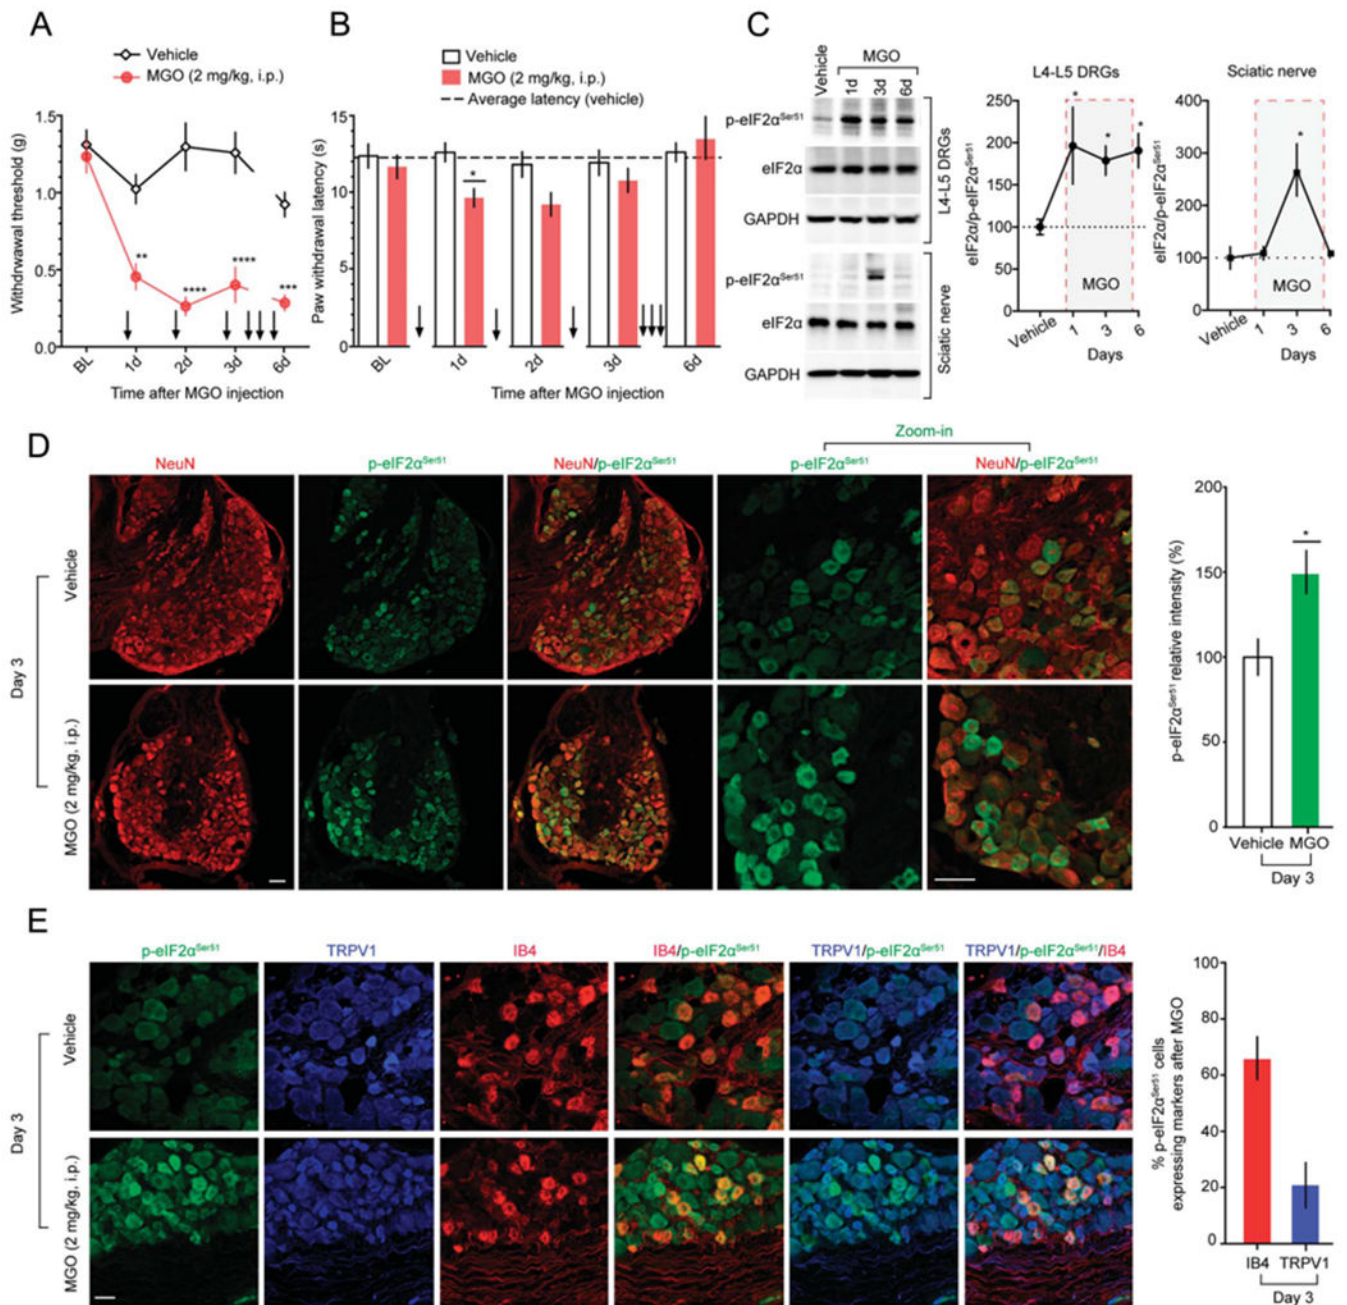 A
Vehicle
MGO (2 mg/kg, i.p.)
Withdrwawal threshold (g)
1.5
1.0
0.5
0.0
**
****
****
***
BL
1d
2d
3d
6d
Time after MGO injection
B
Vehicle
MGO (2 mg/kg, i.p.)
Average latency (vehicle)
Paw withdrawal latency (s)
15
10
5
0
*
BL
1d
2d
3d
6d
Time after MGO injection
C
Vehicle
MGO
1d
3d
6d
p-eIF2α^Ser51
eIF2α
GAPDH
L4-L5 DRGs
p-eIF2α^Ser51
eIF2α
GAPDH
Sciatic nerve
L4-L5 DRGs
eIF2α/p-eIF2α^Ser51
250
200
150
100
50
0
*
*
*
MGO
Vehicle
1
3
6
Days
Sciatic nerve
eIF2α/p-eIF2α^Ser51
400
300
200
100
0
*
MGO
Vehicle
1
3
6
Days
D
Zoom-in
NeuN
p-eIF2α^Ser51
NeuN/p-eIF2α^Ser51
p-eIF2α^Ser51
NeuN/p-eIF2α^Ser51
Day 3
Vehicle
MGO (2 mg/kg, i.p.)
p-eIF2α^Ser51 relative intensity (%)
200
150
100
50
0
*
Vehicle MGO
Day 3
E
p-eIF2α^Ser51
TRPV1
IB4
IB4/p-eIF2α^Ser51
TRPV1/p-eIF2α^Ser51
TRPV1/p-eIF2α^Ser51/IB4
Day 3
Vehicle
MGO (2 mg/kg, i.p.)
% p-eIF2α^Ser51 cells
expressing markers after MGO
100
80
60
40
20
0
IB4 TRPV1
Day 3